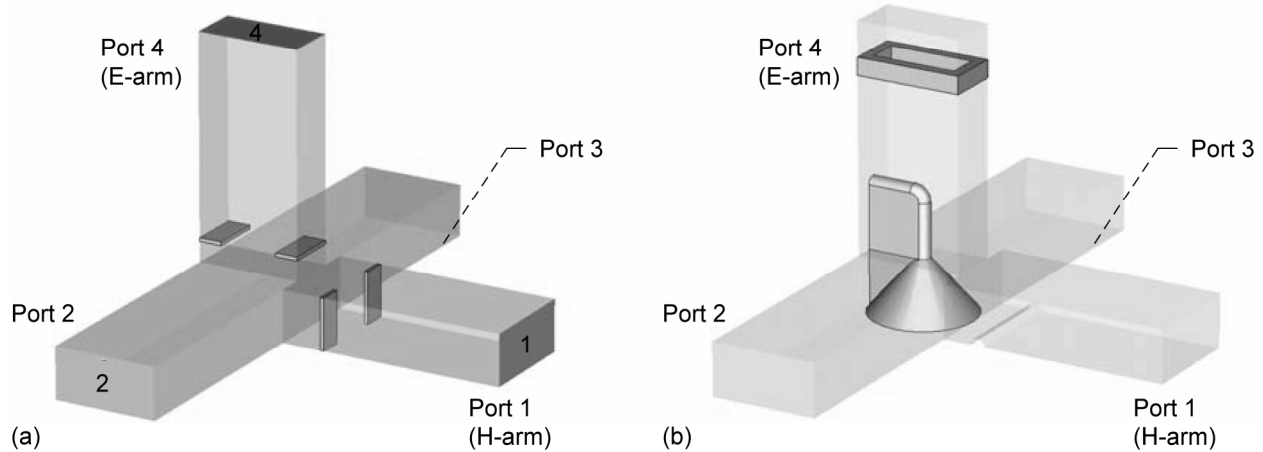 4
Port 4
(E-arm)
Port 3
Port 2
2
1
Port 1
(H-arm)
(a)
Port 4
(E-arm)
Port 3
Port 2
Port 1
(H-arm)
(b)